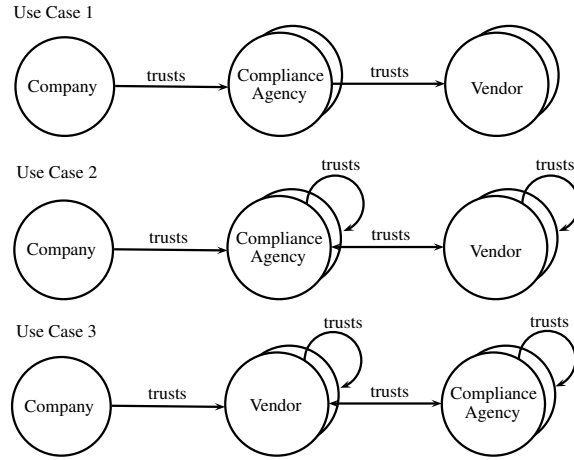 Use Case 1
Company
trusts
Compliance
Agency
trusts
Vendor
Use Case 2
trusts
trusts
Company
trusts
Compliance
Agency
trusts
Vendor
Use Case 3
trusts
trusts
Company
trusts
Vendor
trusts
Compliance
Agency